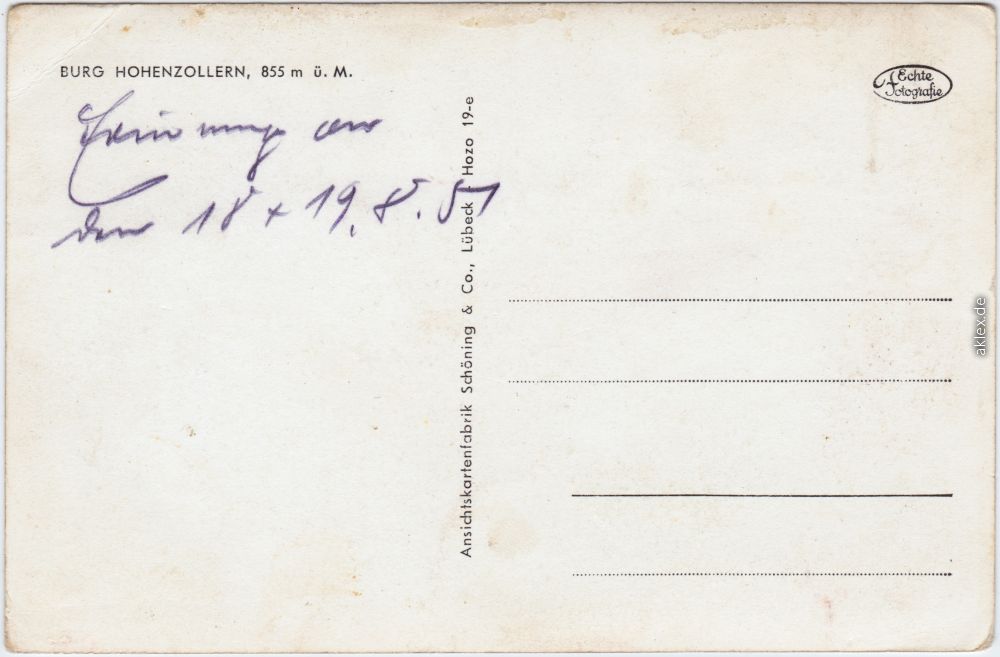 BURG HOHENZOLLERN, 855 m ü. M.
Erinnerung an
den 18 + 19. 8. 51
Ansichtskartenfabrik Schöning & Co., Lübeck Hozo 19-e
Echte
Fotografie
aklex.de